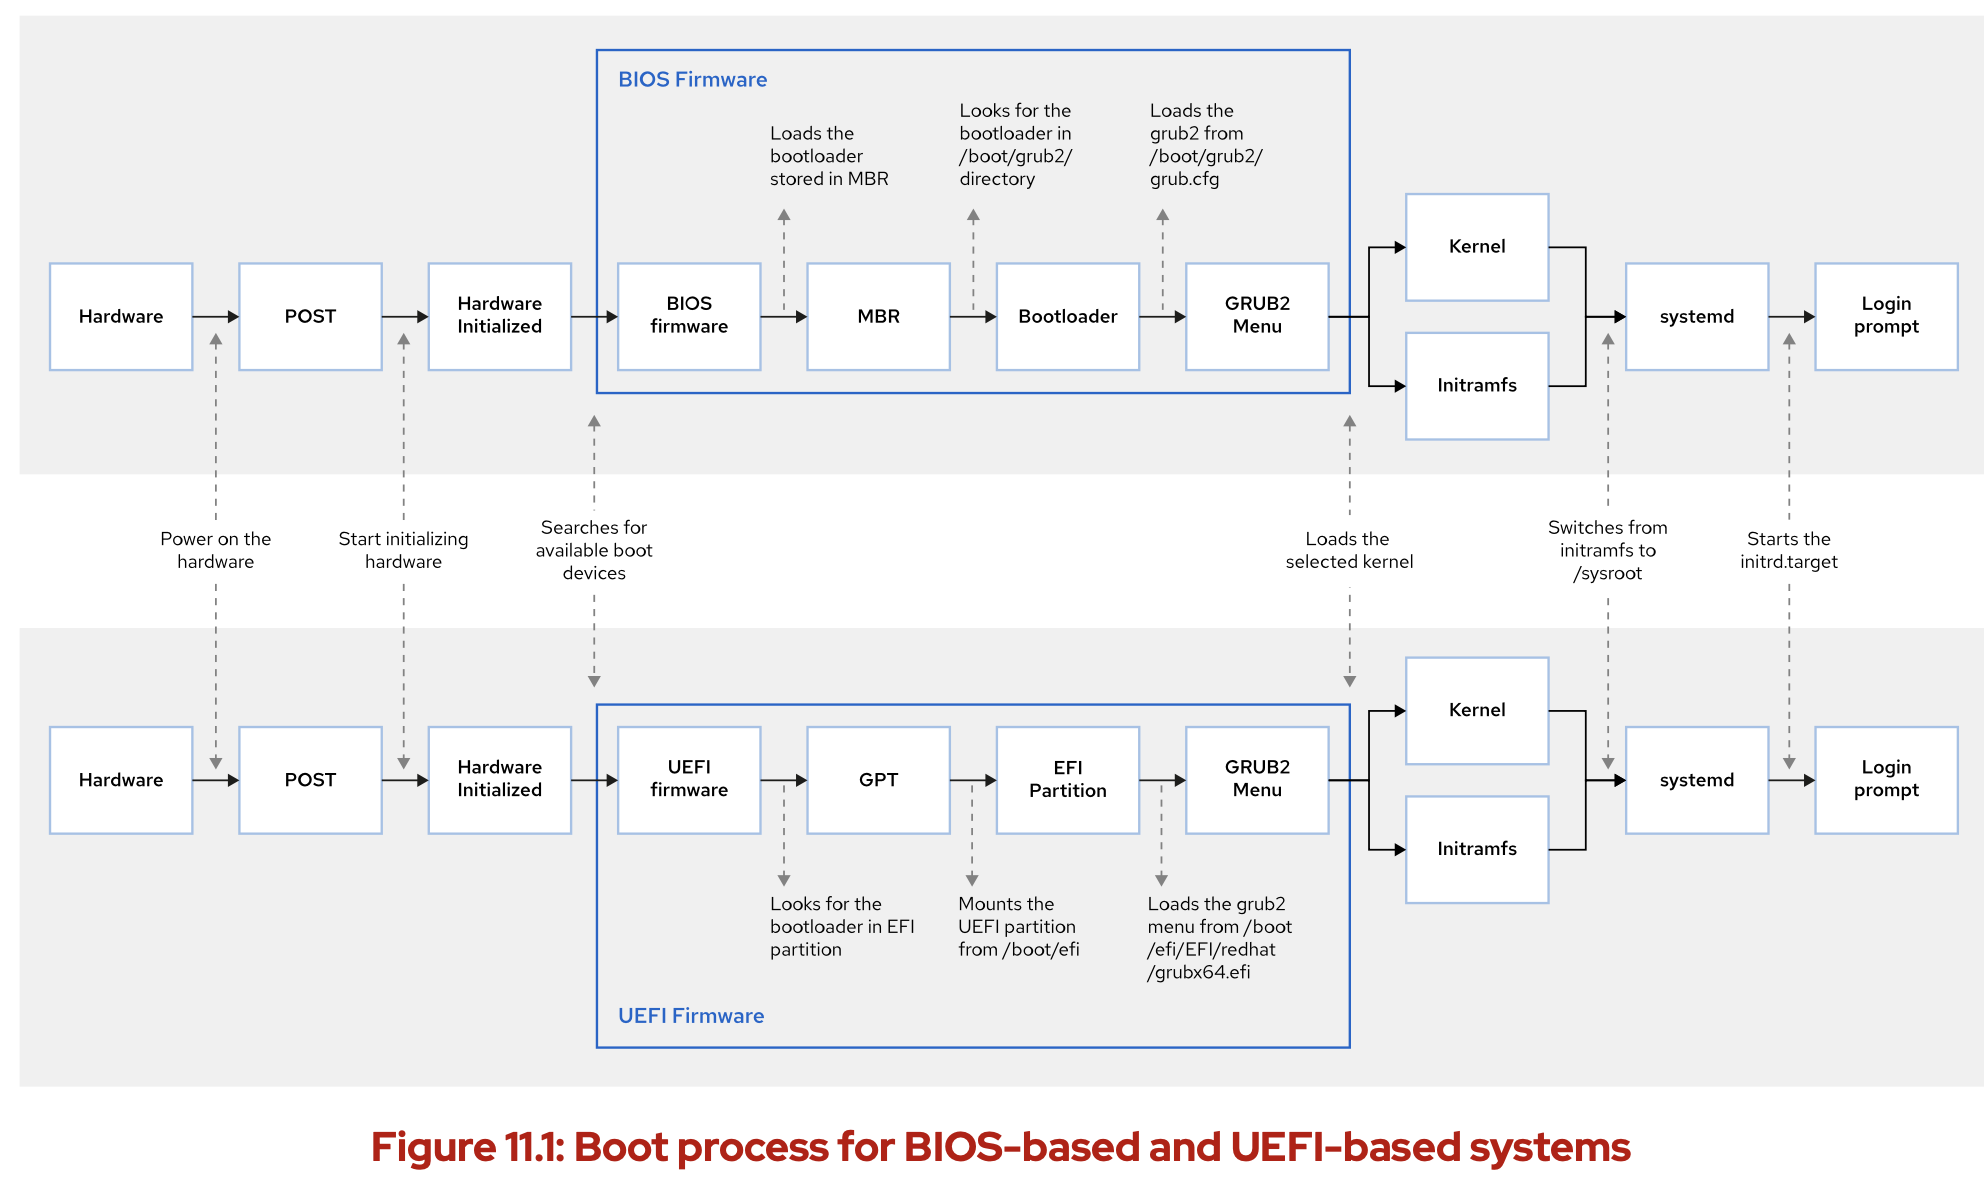 BIOS Firmware
Loads the
bootloader
stored in MBR
Looks for the
bootloader in
/boot/grub2/
directory
Loads the
grub2 from
/boot/grub2/
grub.cfg
Hardware
POST
Hardware
Initialized
BIOS
firmware
MBR
Bootloader
GRUB2
Menu
Kernel
Initramfs
systemd
Login
prompt
Power on the
hardware
Start initializing
hardware
Searches for
available boot
devices
Loads the
selected kernel
Switches from
initramfs to
/sysroot
Starts the
initrd.target
Hardware
POST
Hardware
Initialized
UEFI
firmware
GPT
EFI
Partition
GRUB2
Menu
Kernel
Initramfs
systemd
Login
prompt
Looks for the
bootloader in EFI
partition
Mounts the
UEFI partition
from /boot/efi
Loads the grub2
menu from /boot
/efi/EFI/redhat
/grubx64.efi
UEFI Firmware
Figure 11.1: Boot process for BIOS-based and UEFI-based systems